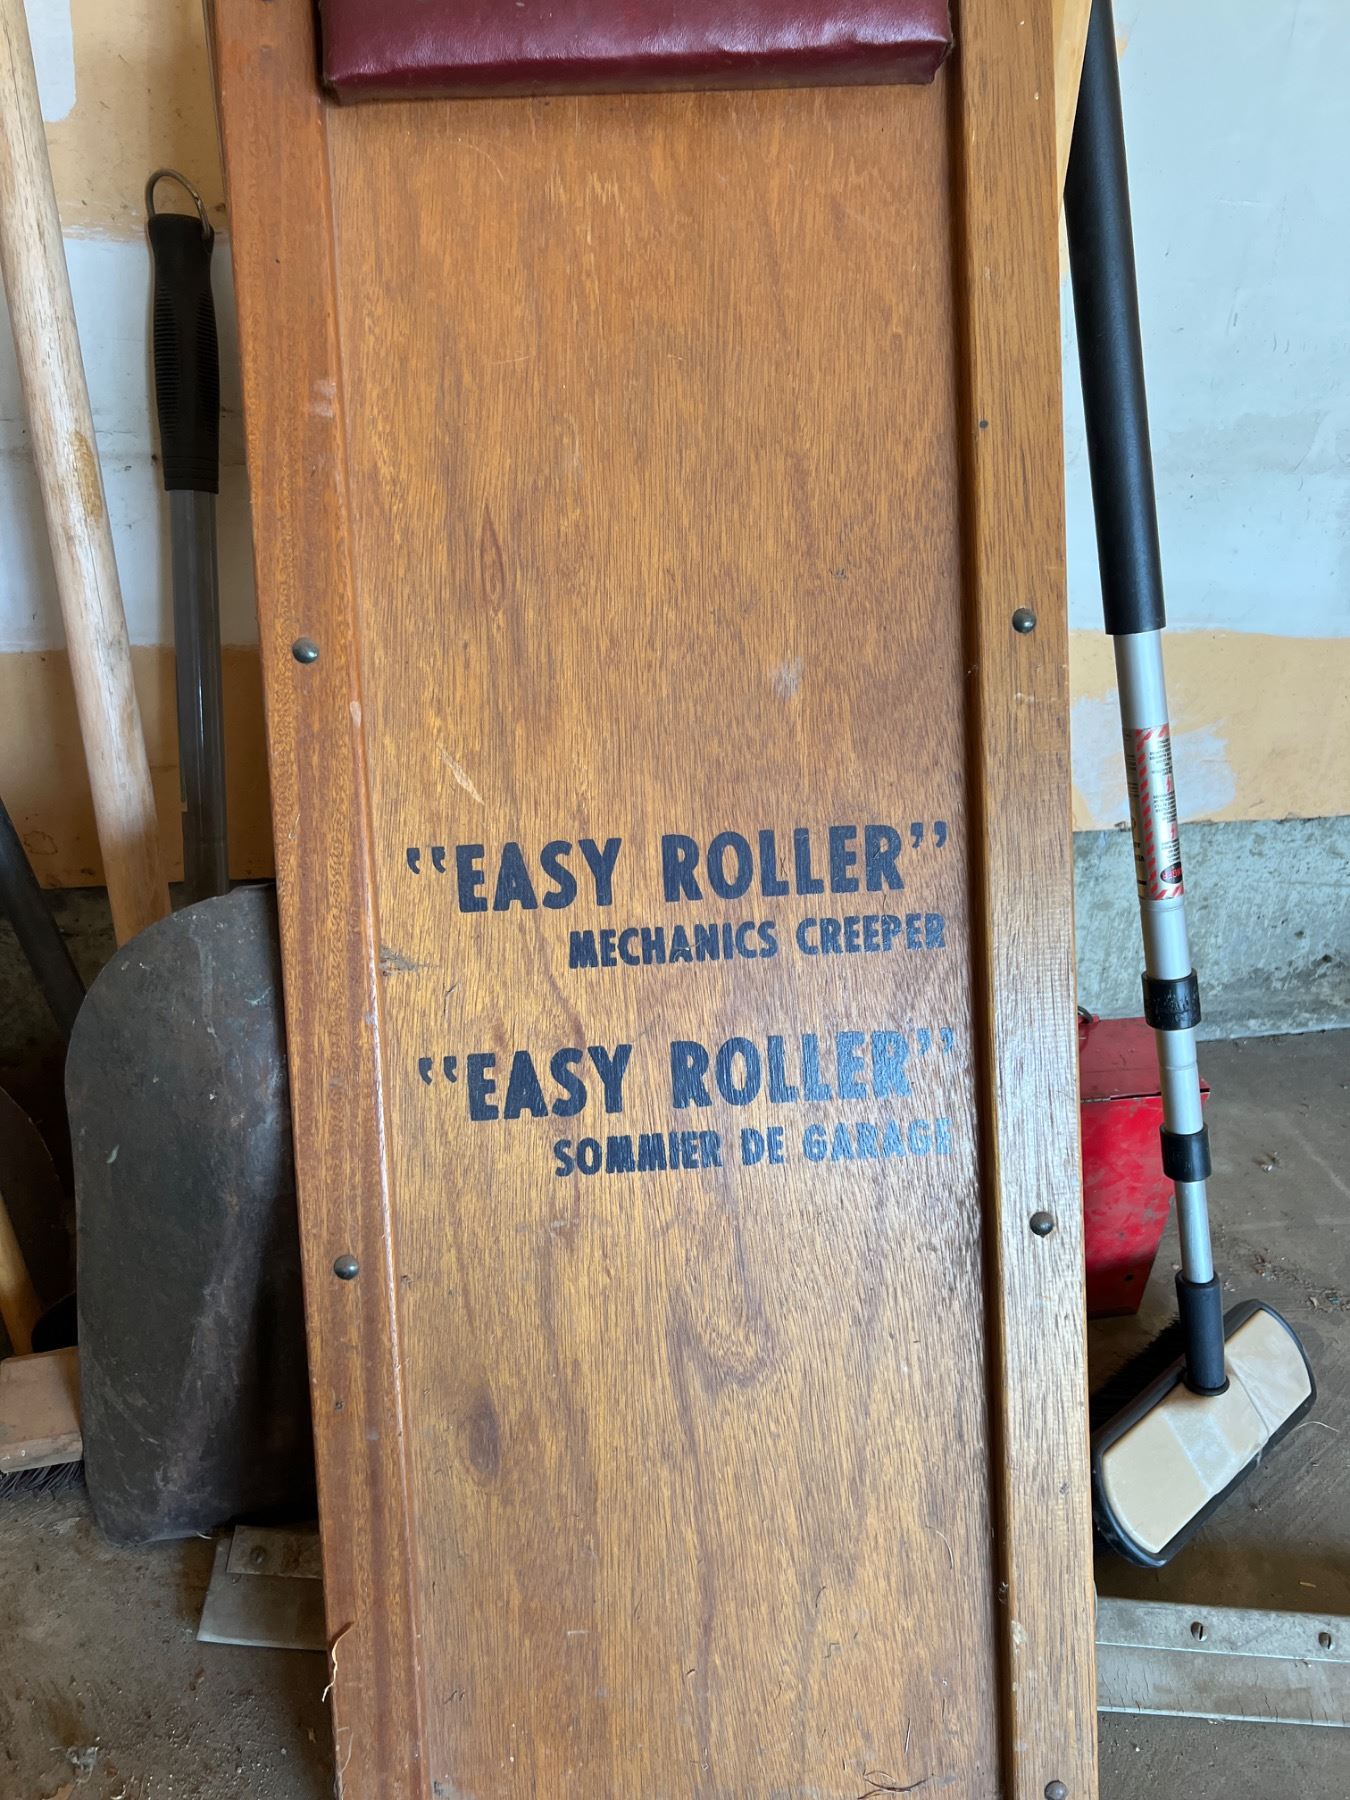 “EASY ROLLER”
MECHANICS CREEPER
“EASY ROLLER”
SOMMIER DE GARAGE